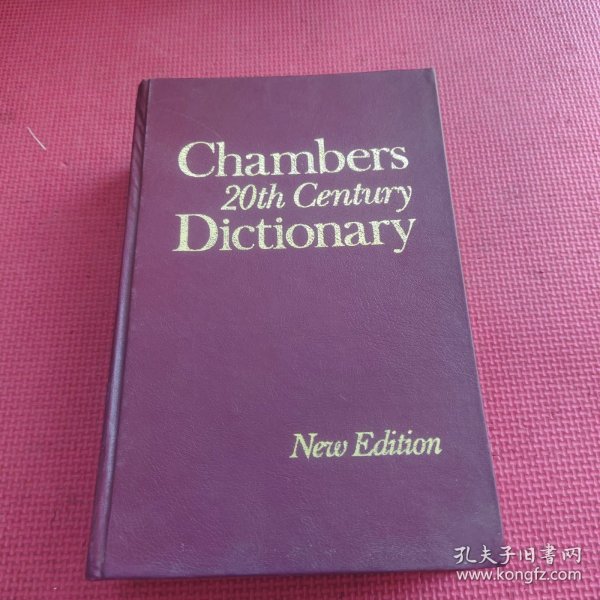 Chambers
20th Century
Dictionary
New Edition
孔夫子旧书网
www.kongfz.com